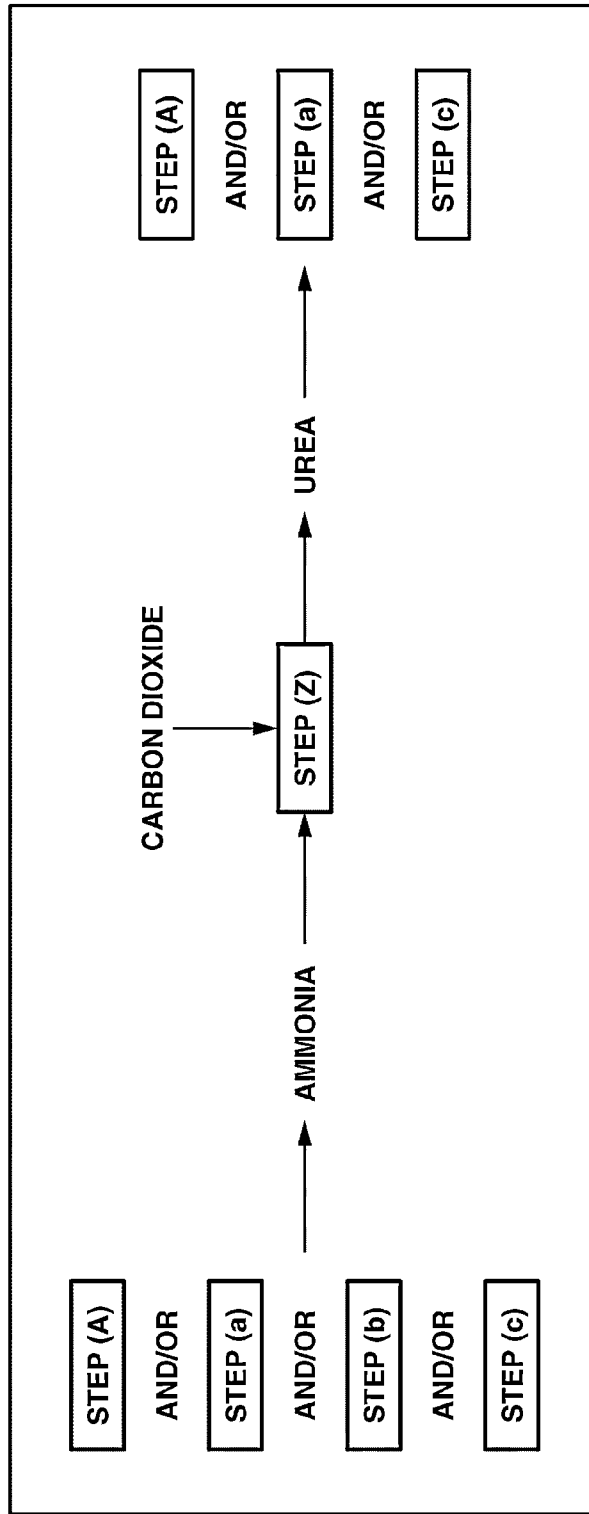 STEP (A)
AND/OR
STEP (a)
AND/OR
STEP (b)
AND/OR
STEP (c)
AMMONIA
CARBON DIOXIDE
STEP (Z)
UREA
STEP (A)
AND/OR
STEP (a)
AND/OR
STEP (c)